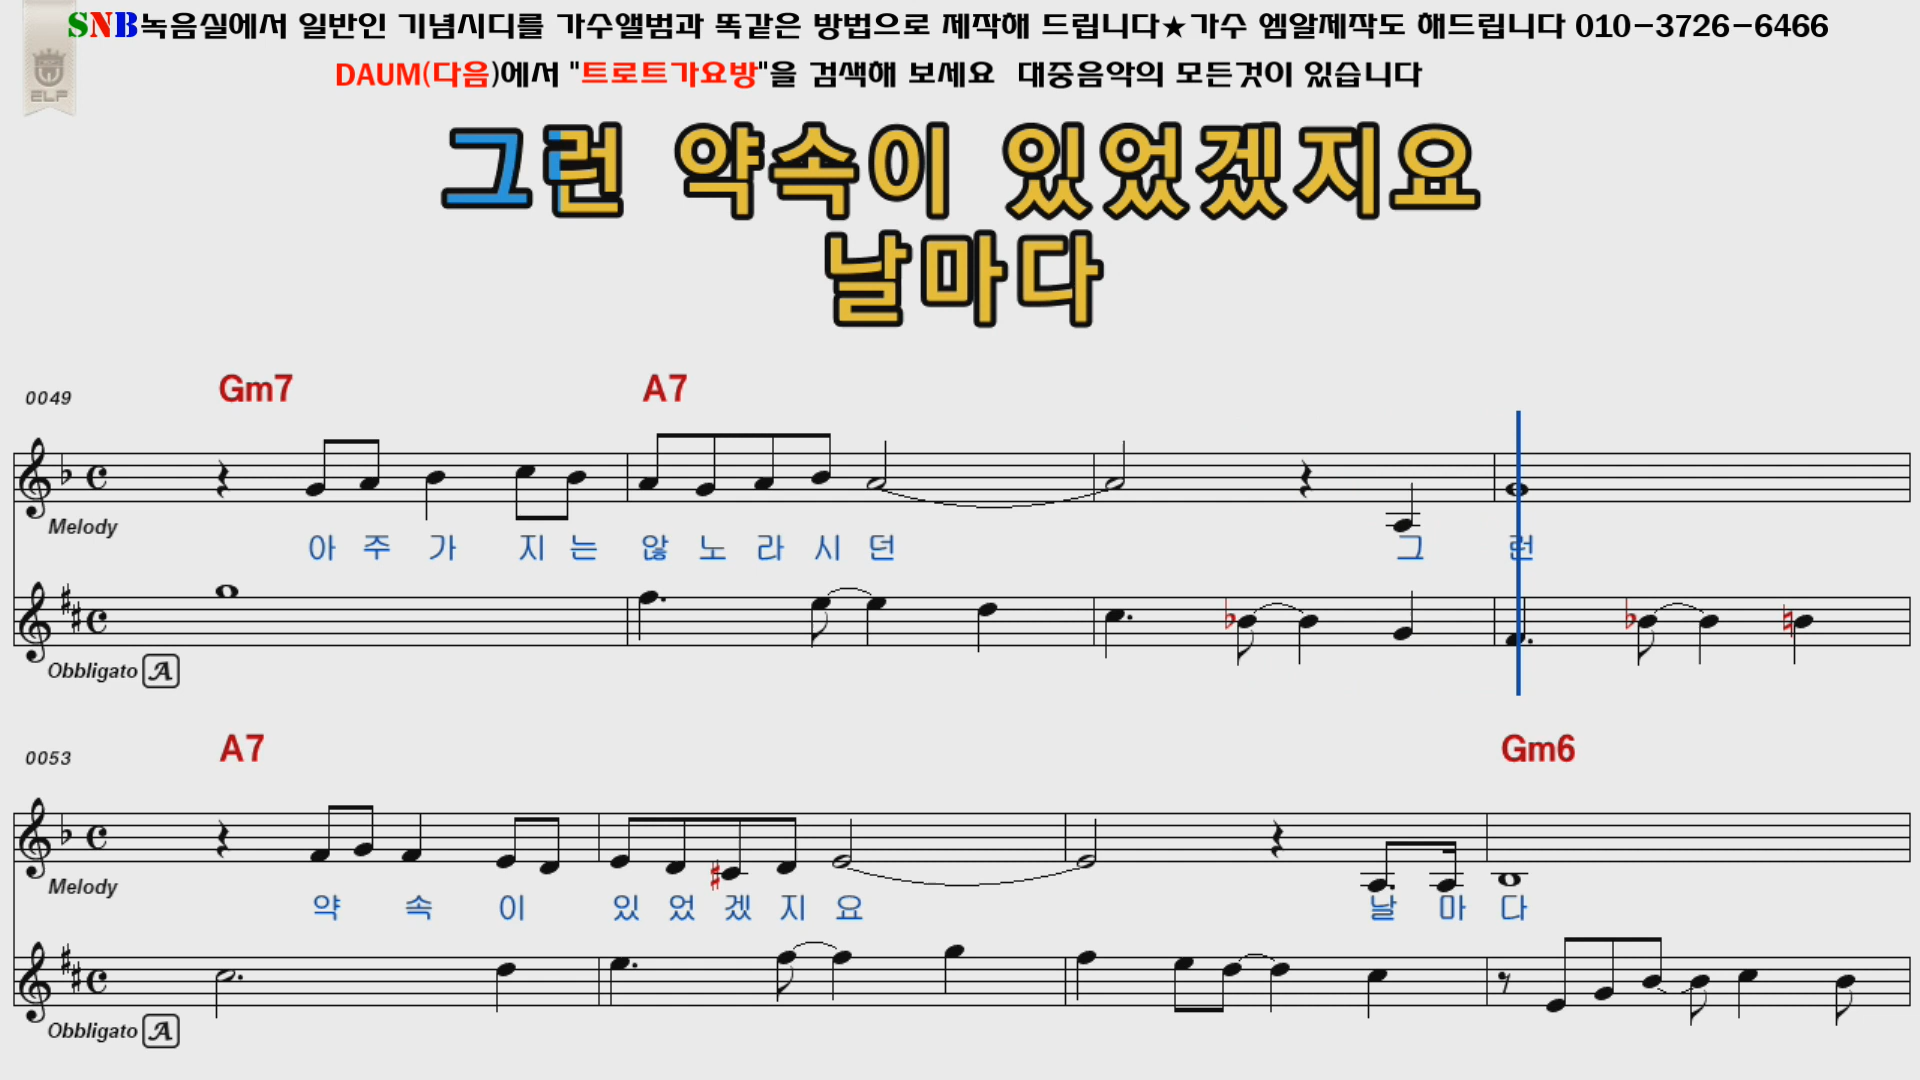 SNB녹음실에서 일반인 기념시디를 가수앨범과 똑같은 방법으로 제작해 드립니다★가수 엠알제작도 해드립니다 010-3726-6466
ELF
DAUM(다음)에서 "트로트가요방"을 검색해 보세요 대중음악의 모든것이 있습니다
그런 약속이 있었겠지요
날마다
0049 Gm7 A7
Melody
아 주 가 지 는 않 노 라 시 던 그 런
Obbligato A
0053 A7 Gm6
Melody
약 속 이 있 었 겠 지 요 날 마 다
Obbligato A